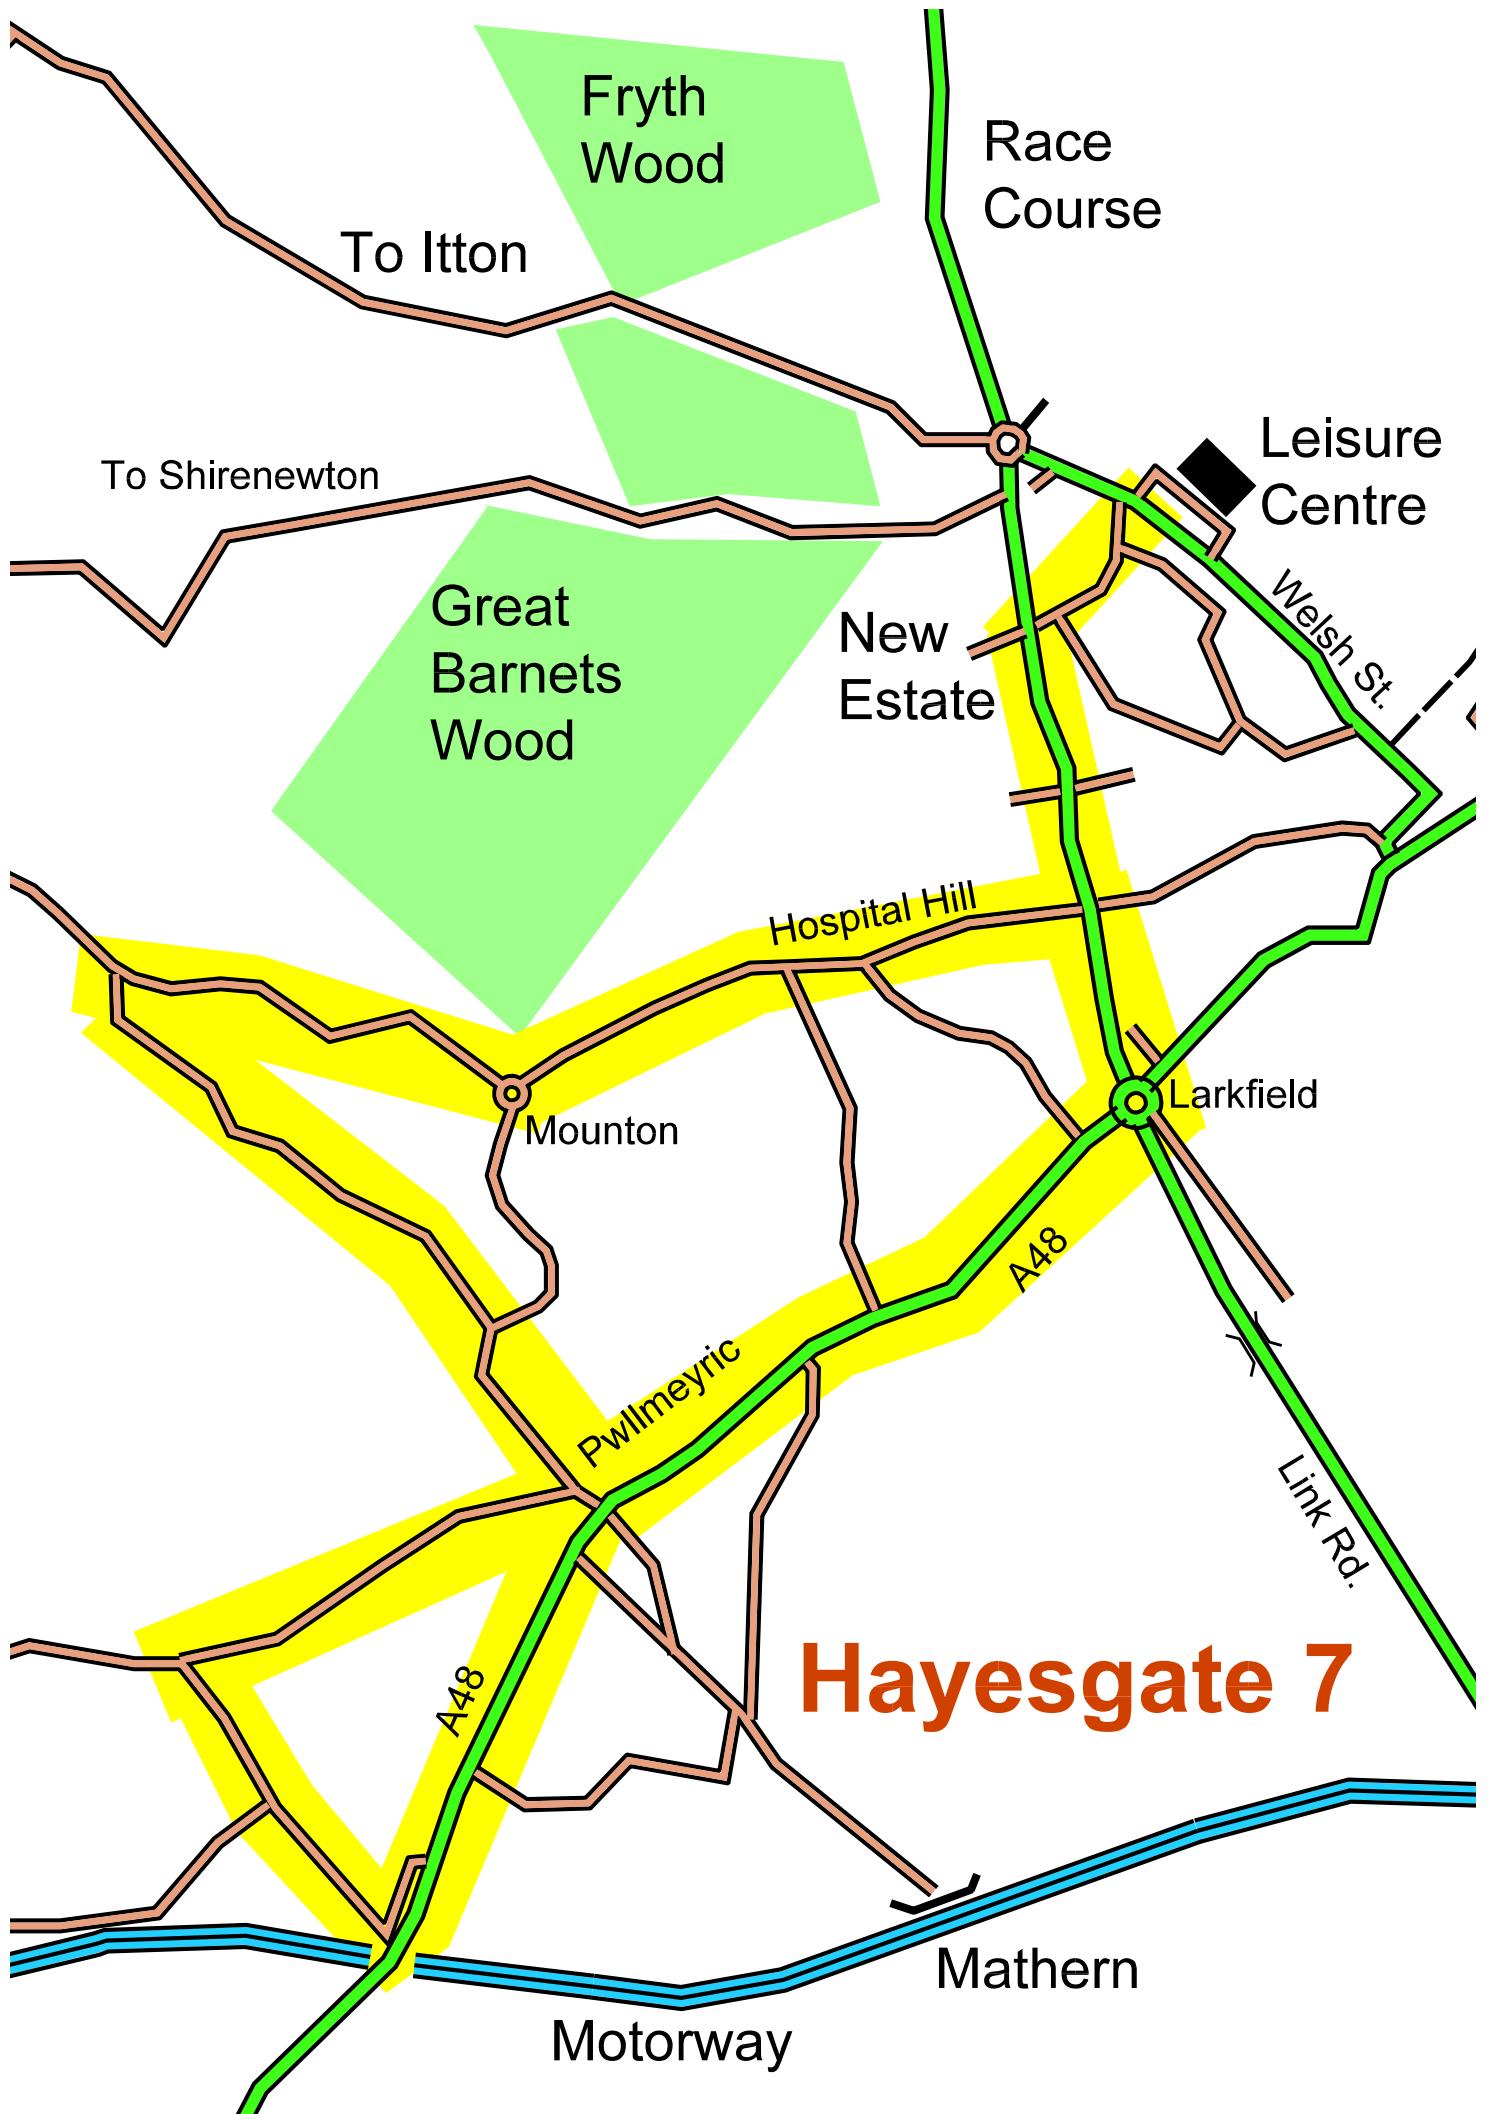 Fryth
Wood
Race
Course
To Itton
Leisure
Centre
To Shirenewton
Great
Barnets
Wood
New
Estate
Welsh St.
Hospital Hill
Larkfield
Mounton
A48
Pwllmeyric
Link Rd.
Hayesgate 7
A48
Mathern
Motorway